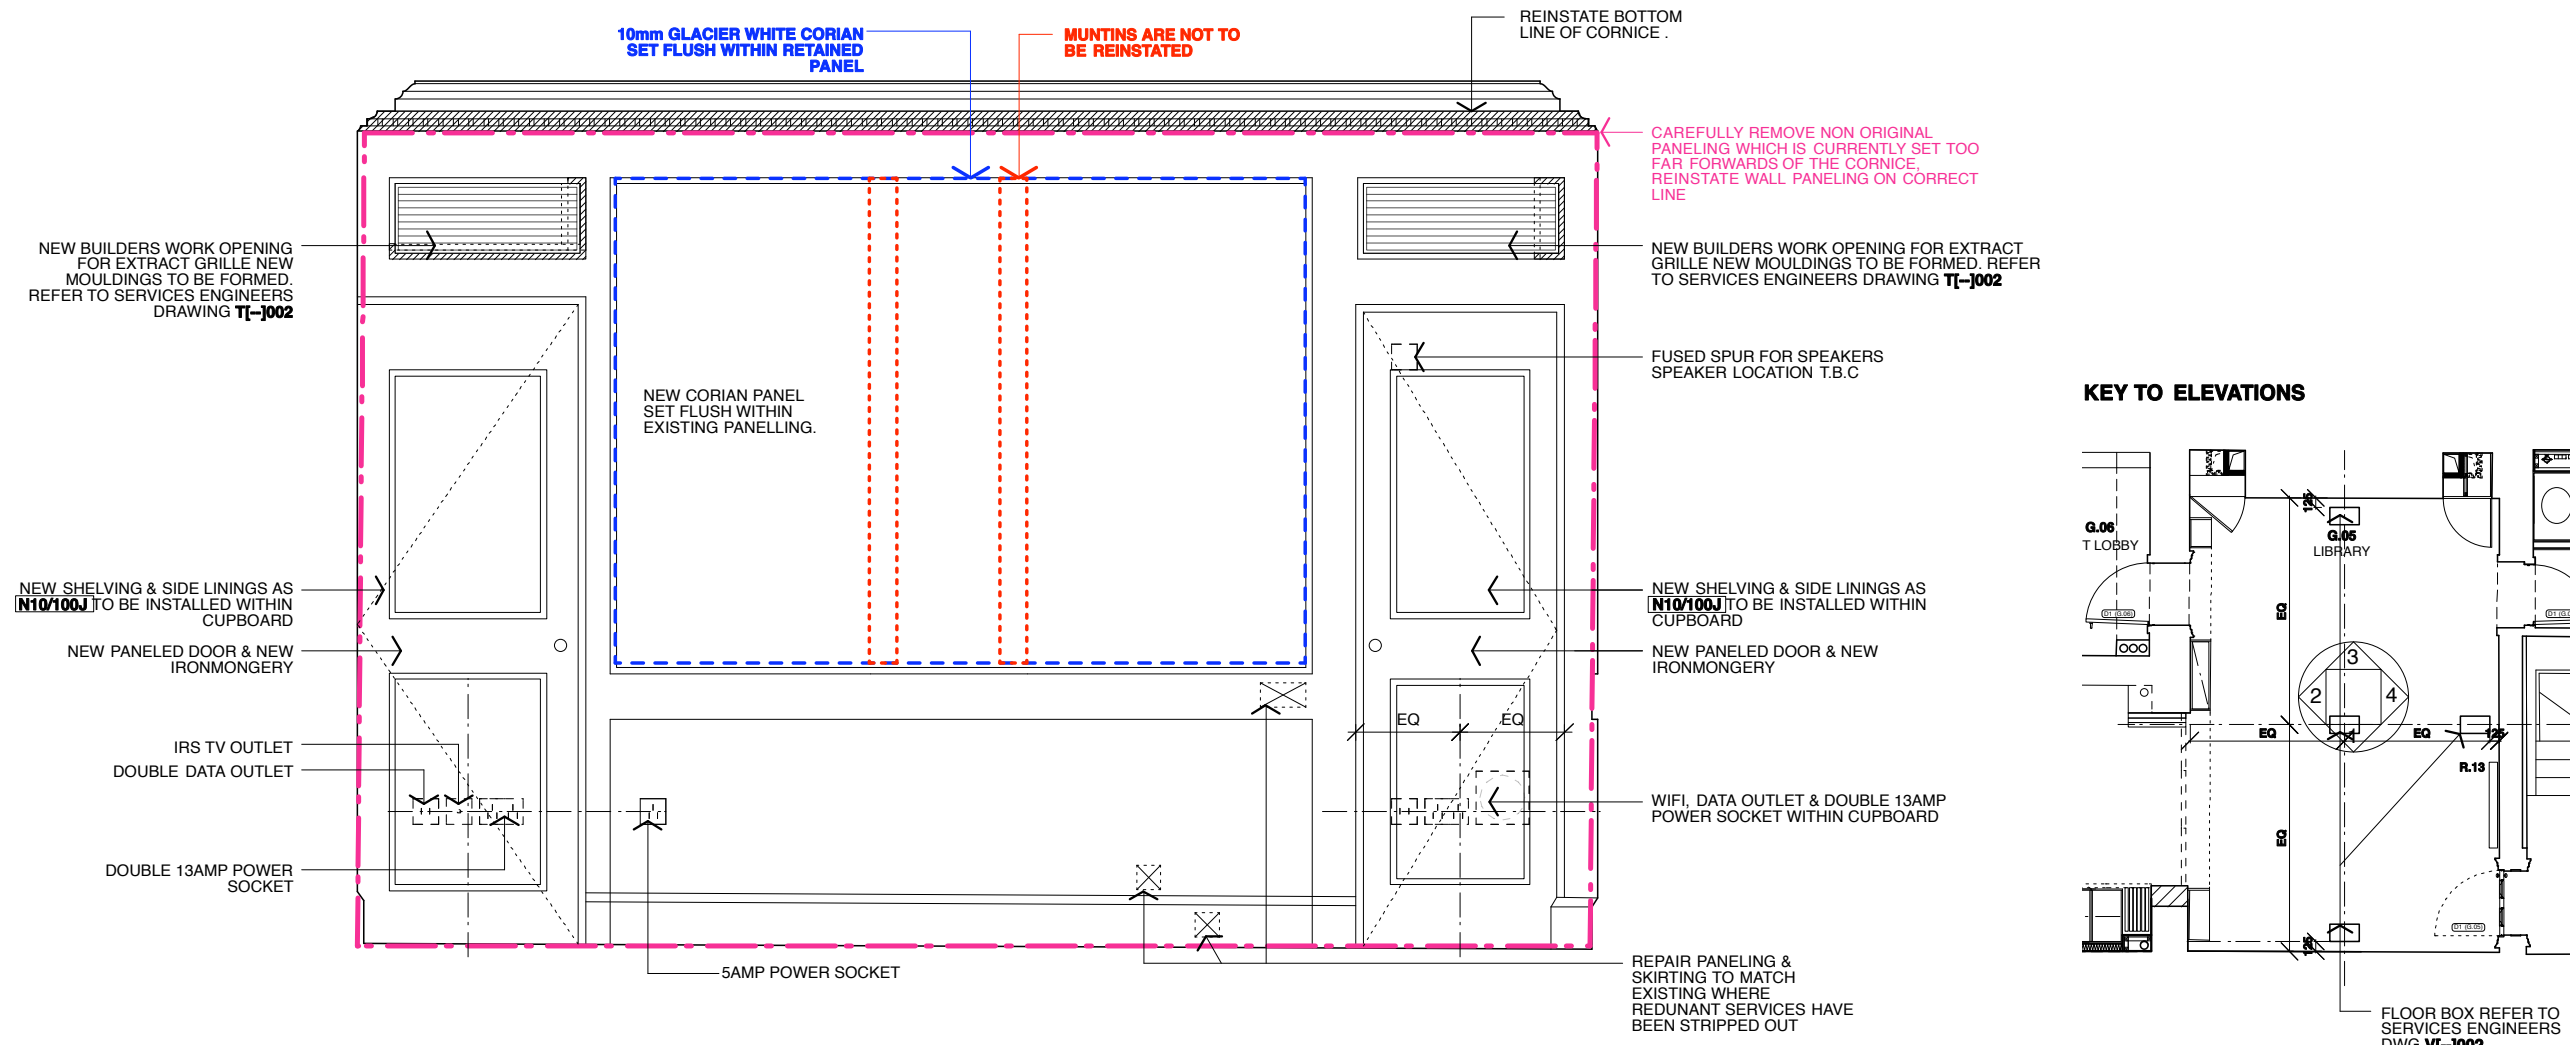 10mm GLACIER WHITE CORIAN
SET FLUSH WITHIN RETAINED
PANEL
MUNTINS ARE NOT TO
BE REINSTATED
REINSTATE BOTTOM
LINE OF CORNICE .
CAREFULLY REMOVE NON ORIGINAL
PANELING WHICH IS CURRENTLY SET TOO
FAR FORWARDS OF THE CORNICE,
REINSTATE WALL PANELING ON CORRECT
LINE
NEW BUILDERS WORK OPENING
FOR EXTRACT GRILLE NEW
MOULDINGS TO BE FORMED.
REFER TO SERVICES ENGINEERS
DRAWING T[--]002
NEW BUILDERS WORK OPENING FOR EXTRACT
GRILLE NEW MOULDINGS TO BE FORMED. REFER
TO SERVICES ENGINEERS DRAWING T[--]002
FUSED SPUR FOR SPEAKERS
SPEAKER LOCATION T.B.C
NEW CORIAN PANEL
SET FLUSH WITHIN
EXISTING PANELLING.
NEW SHELVING & SIDE LININGS AS
N10/100J TO BE INSTALLED WITHIN
CUPBOARD
NEW PANELED DOOR & NEW
IRONMONGERY
NEW SHELVING & SIDE LININGS AS
N10/100J TO BE INSTALLED WITHIN
CUPBOARD
NEW PANELED DOOR & NEW
IRONMONGERY
IRS TV OUTLET
DOUBLE DATA OUTLET
DOUBLE 13AMP POWER
SOCKET
EQ
EQ
WIFI, DATA OUTLET & DOUBLE 13AMP
POWER SOCKET WITHIN CUPBOARD
5AMP POWER SOCKET
REPAIR PANELING &
SKIRTING TO MATCH
EXISTING WHERE
REDUNANT SERVICES HAVE
BEEN STRIPPED OUT
KEY TO ELEVATIONS
125
G.06
T LOBBY
G.05
LIBRARY
D1 (G.06)
EQ
3
2
4
EQ
EQ
125
R.13
EQ
D1 (G.05)
125
FLOOR BOX REFER TO
SERVICES ENGINEERS
DWG V[--]002